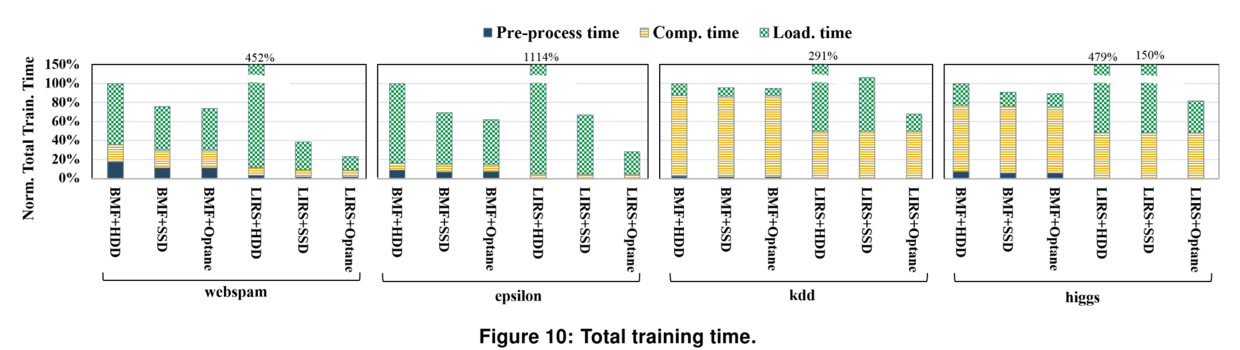 Pre-process time Comp. time Load. time
Norm. Total Train. Time
150%
100%
80%
60%
40%
20%
0%
452%
1114%
291%
479% 150%
BMF+HDD BMF+SSD BMF+Optane LIRS+HDD LIRS+SSD LIRS+Optane
webspam
BMF+HDD BMF+SSD BMF+Optane LIRS+HDD LIRS+SSD LIRS+Optane
epsilon
BMF+HDD BMF+SSD BMF+Optane LIRS+HDD LIRS+SSD LIRS+Optane
kdd
BMF+HDD BMF+SSD BMF+Optane LIRS+HDD LIRS+SSD LIRS+Optane
higgs
Figure 10: Total training time.